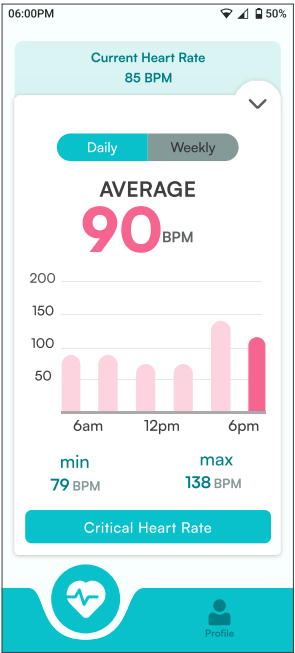 06:00PM 50%
Current Heart Rate
85 BPM
Daily Weekly
AVERAGE
90 BPM
200
150
100
50
6am 12pm 6pm
min max
79 BPM 138 BPM
Critical Heart Rate
Profile